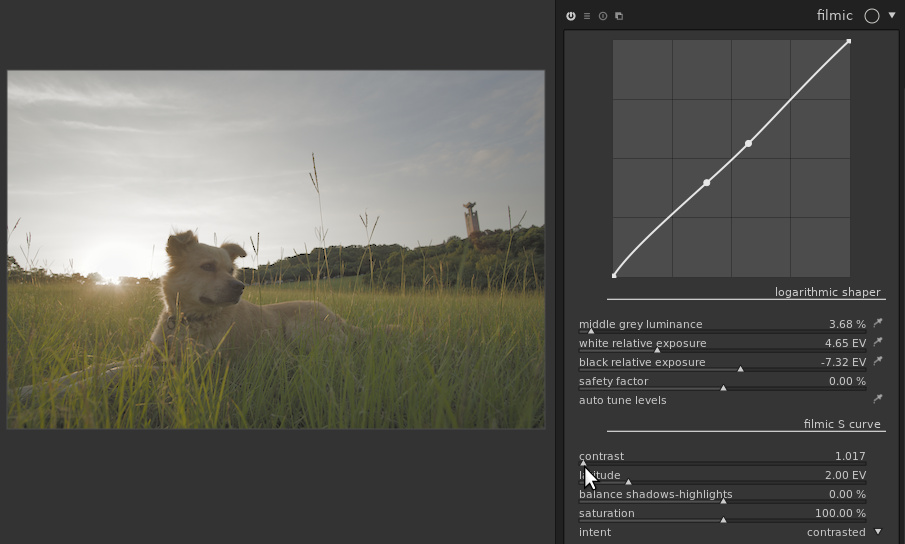 filmic
logarithmic shaper
middle grey luminance 3.68 %
white relative exposure 4.65 EV
black relative exposure -7.32 EV
safety factor 0.00 %
auto tune levels
filmic S curve
contrast 1.017
latitude 2.00 EV
balance shadows-highlights 0.00 %
saturation 100.00 %
intent contrasted